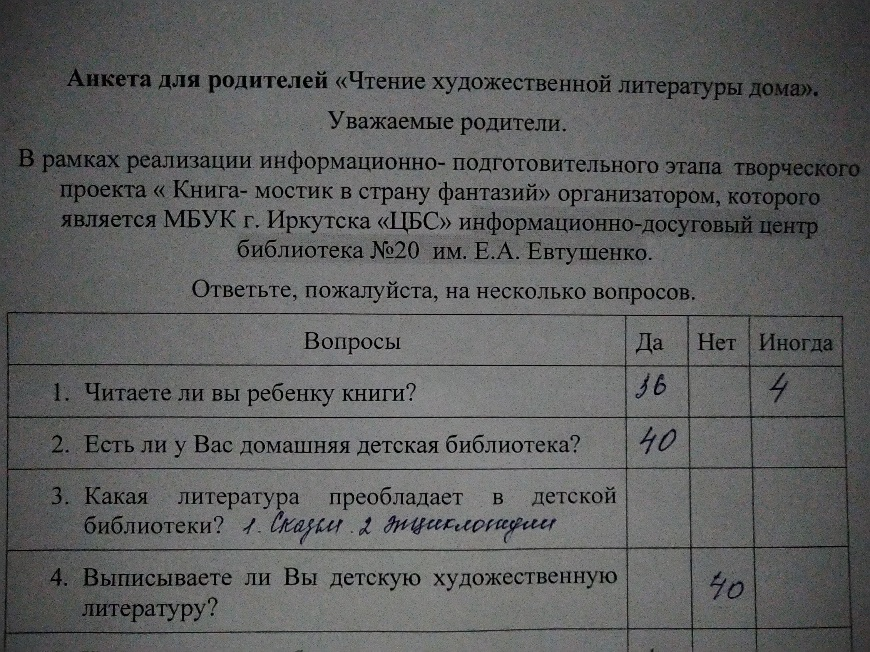 Анкета для родителей «Чтение художественной литературы дома».
Уважаемые родители.
В рамках реализации информационно- подготовительного этапа творческого
проекта « Книга- мостик в страну фантазий» организатором, которого
является МБУК г. Иркутска «ЦБС» информационно-досуговый центр
библиотека №20 им. Е.А. Евтушенко.
Ответьте, пожалуйста, на несколько вопросов.
Вопросы Да Нет Иногда
1. Читаете ли вы ребенку книги? 36 4
2. Есть ли у Вас домашняя детская библиотека? 40
3. Какая литература преобладает в детской
библиотеки? 1. Сказки. 2 энциклопедии
4. Выписываете ли Вы детскую художественную
литературу? 40